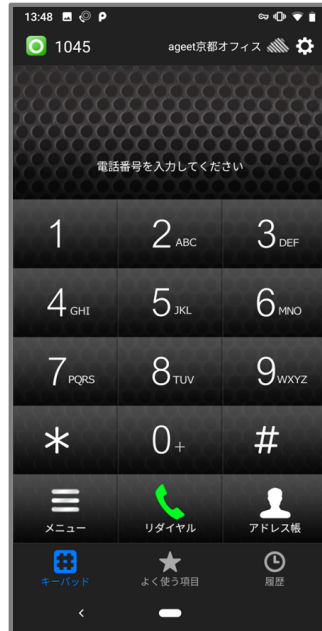 13:48
1045 ageet京都オフィス
電話番号を入力してください
1 2 ABC 3 DEF
4 GHI 5 JKL 6 MNO
7 PQRS 8 TUV 9 WXYZ
* 0 + #
メニュー リダイヤル アドレス帳
キーパッド よく使う項目 履歴